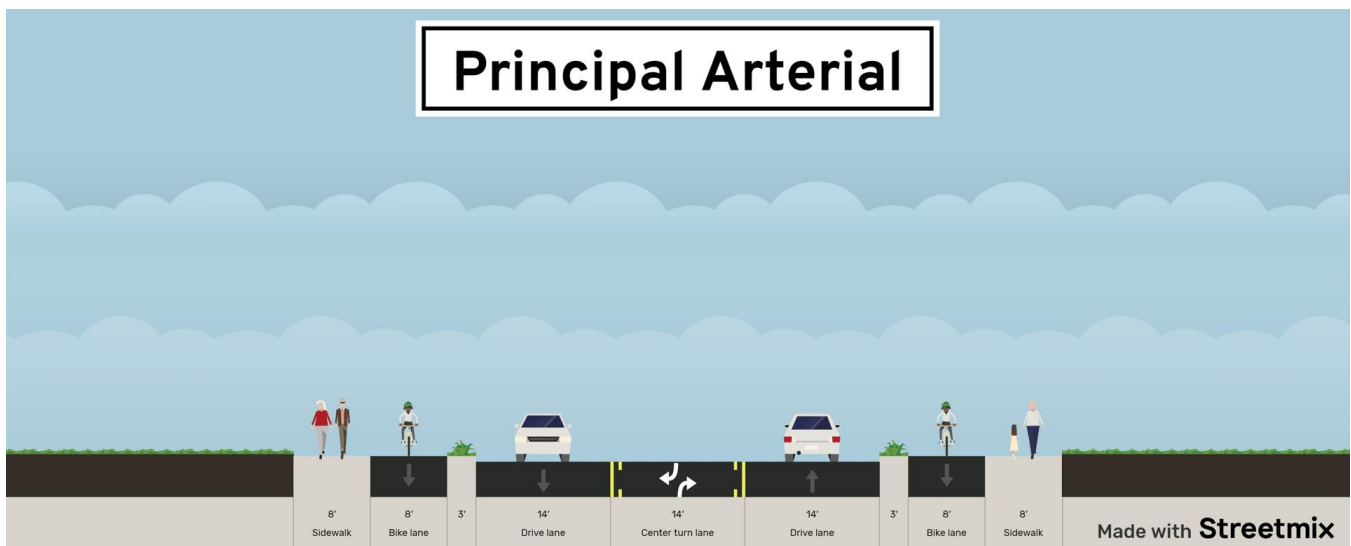 Principal Arterial
8' 8' 3' 14' 14' 14' 3' 8' 8'
Sidewalk Bike lane Drive lane Center turn lane Drive lane Bike lane Sidewalk
Made with Streetmix